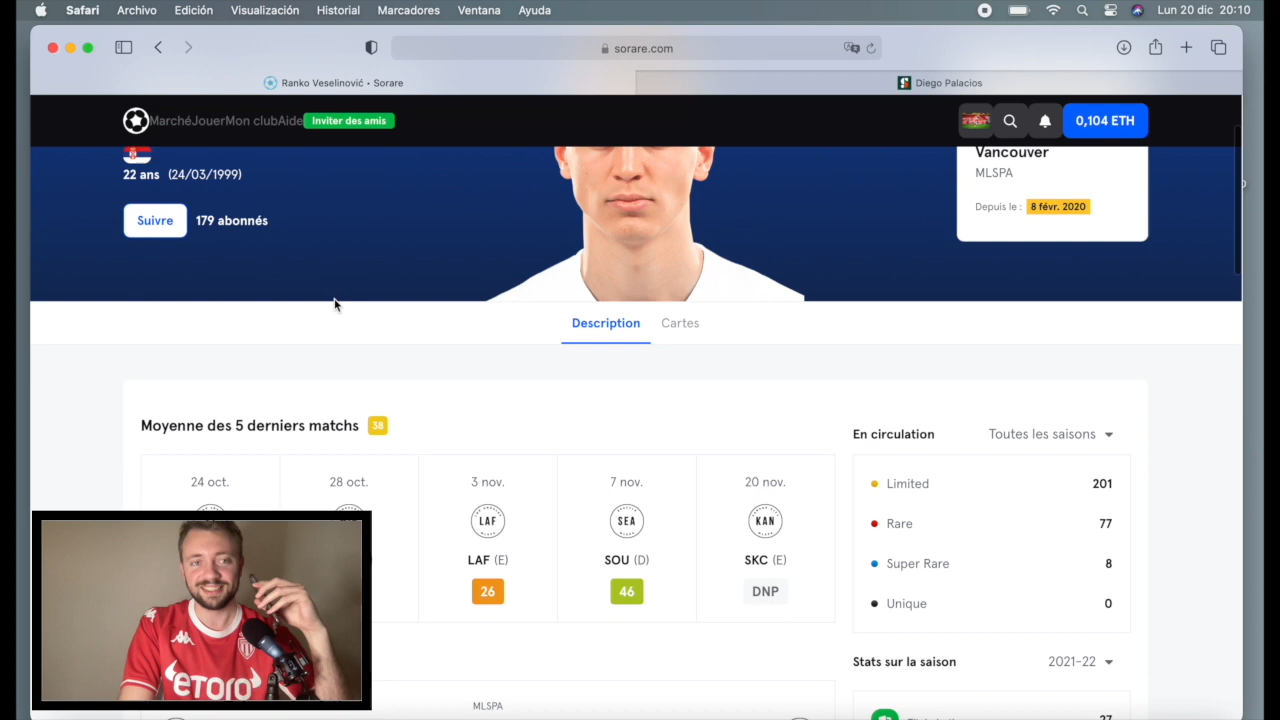 Safari Archivo Edición Visualización Historial Marcadores Ventana Ayuda Lun 20 dic 20:10
sorare.com
Ranko Veselinović • Sorare
Diego Palacios
MarchéJouerMon clubAide
Inviter des amis
0,104 ETH
22 ans (24/03/1999)
Suivre
179 abonnés
Vancouver
MLSPA
Depuis le : 8 févr. 2020
Description
Cartes
Moyenne des 5 derniers matchs 38
24 oct.
28 oct.
3 nov.
7 nov.
20 nov.
LAF
SEA
KAN
LAF (E)
SOU (D)
SKC (E)
26
46
DNP
En circulation
Toutes les saisons
Limited 201
Rare 77
Super Rare 8
Unique 0
Stats sur la saison
2021-22
MLSPA
etoro